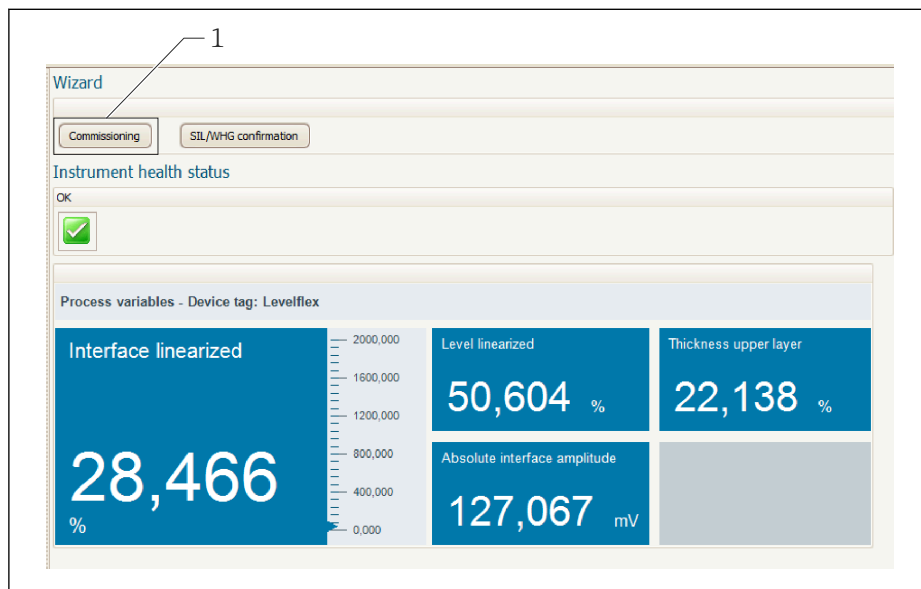 1
Wizard
Commissioning
SIL/WHG confirmation
Instrument health status
OK
Process variables - Device tag: Levelflex
Interface linearized
28,466
%
2000,000
1600,000
1200,000
800,000
400,000
0,000
Level linearized
50,604 %
Thickness upper layer
22,138 %
Absolute interface amplitude
127,067 mV